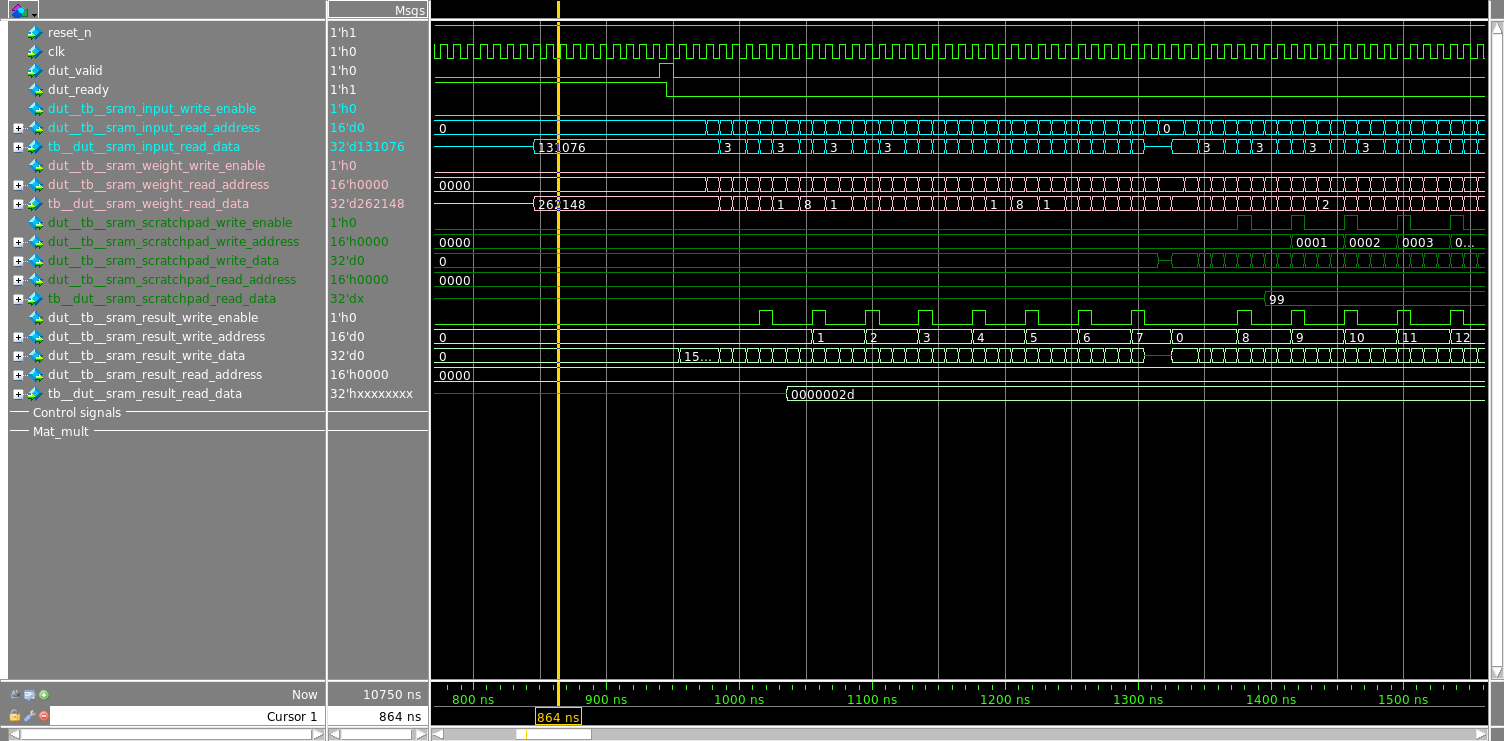 Msgs
reset_n 1'h1
clk 1'h0
dut_valid 1'h0
dut_ready 1'h1
dut__tb__sram_input_write_enable 1'h0
dut__tb__sram_input_read_address 16'd0 0 0
tb__dut__sram_input_read_data 32'd131076 131076 3 3 3 3 3 3 3 3
dut__tb__sram_weight_write_enable 1'h0
dut__tb__sram_weight_read_address 16'h0000 0000
tb__dut__sram_weight_read_data 32'd262148 262148 1 8 1 1 8 1 2
dut__tb__sram_scratchpad_write_enable 1'h0
dut__tb__sram_scratchpad_write_address 16'h0000 0000 0001 0002 0003 0...
dut__tb__sram_scratchpad_write_data 32'd0 0
dut__tb__sram_scratchpad_read_address 16'h0000 0000
tb__dut__sram_scratchpad_read_data 32'dx 99
dut__tb__sram_result_write_enable 1'h0
dut__tb__sram_result_write_address 16'd0 0 1 2 3 4 5 6 7 0 8 9 10 11 12
dut__tb__sram_result_write_data 32'd0 0 15...
dut__tb__sram_result_read_address 16'h0000 0000
tb__dut__sram_result_read_data 32'hxxxxxxxx 0000002d
Control signals
Mat_mult
Now 10750 ns 800 ns 900 ns 1000 ns 1100 ns 1200 ns 1300 ns 1400 ns 1500 ns
Cursor 1 864 ns 864 ns